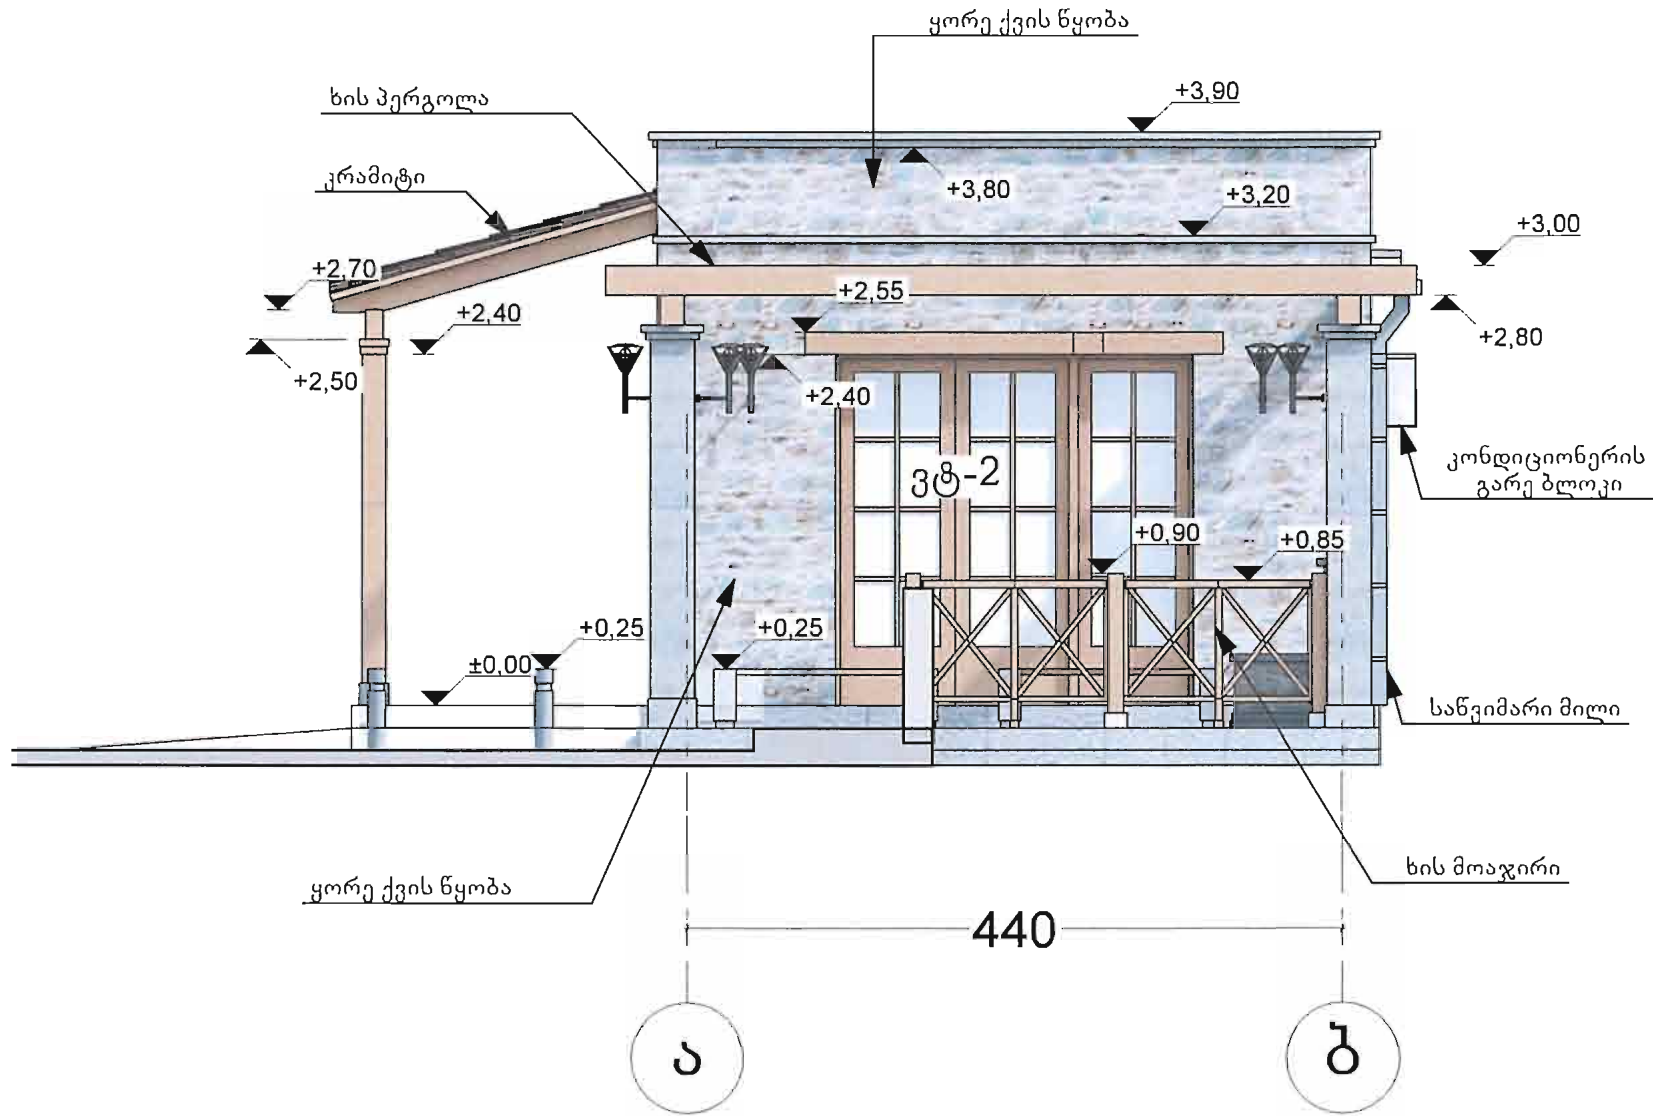 ყორე ქვის წყობა
+3,90
ხის პერგოლა
კრამიტი
+3,80
+3,20
+3,00
+2,70
+2,55
+2,40
+2,80
+2,50
+2,40
ვტ-2
კონდიციონერის
გარე ბლოკი
+0,90
+0,85
+0,25
+0,25
±0,00
საწვიმარი მილი
ყორე ქვის წყობა
ხის მოაჯირი
440
ა
ბ